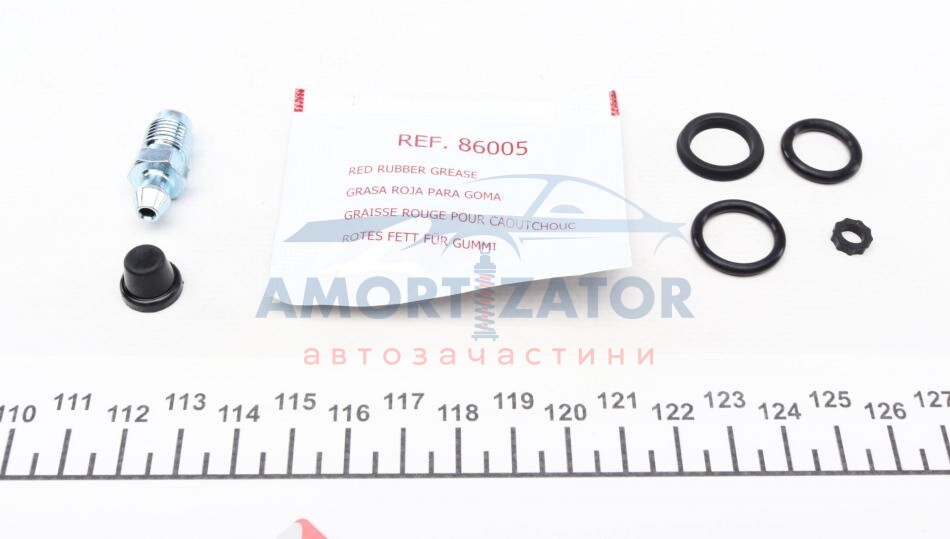 REF. 86005
RED RUBBER GREASE
GRASA ROJA PARA GOMA
GRAISSE ROUGE POUR CAOUTCHOUC
ROTES FETT FÜR GUMMI
AMORTIZATOR
автозачастини
110 111 112 113 114 115 116 117 118 119 120 121 122 123 124 125 126 127